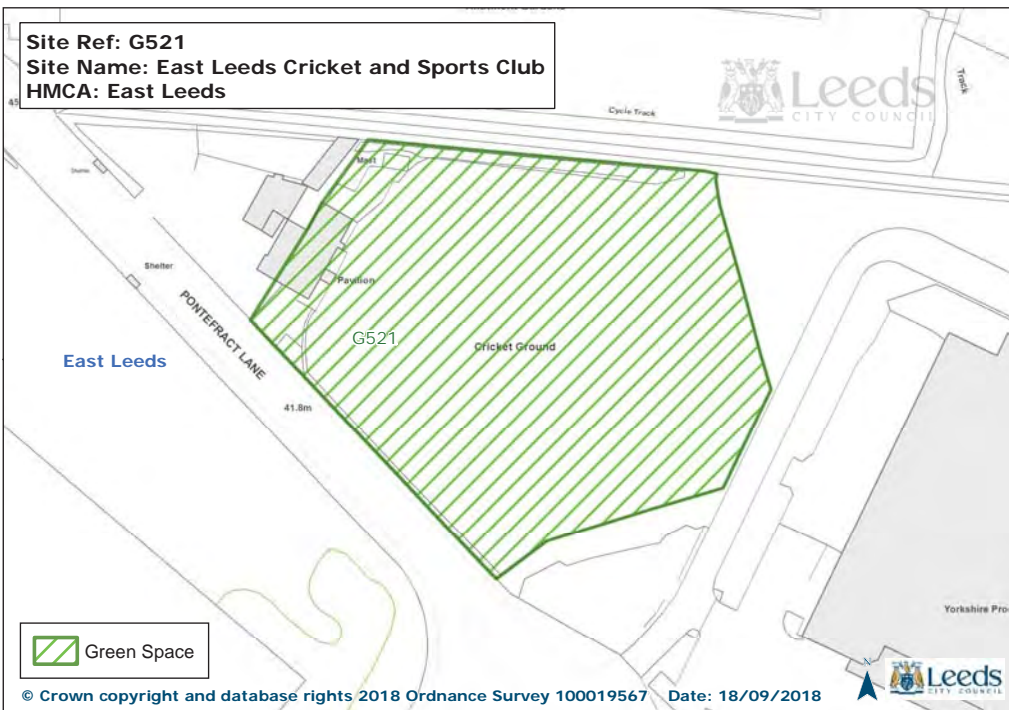 Site Ref: G521
Site Name: East Leeds Cricket and Sports Club
HMCA: East Leeds
Leeds
CITY COUNCIL
Track
Cycle Track
45
Mast
Shelter
Shelter
Pavilion
PONTEFRACT LANE
G521
Cricket Ground
East Leeds
41.8m
Yorkshire Pro
Green Space
N
Leeds
CITY COUNCIL
© Crown copyright and database rights 2018 Ordnance Survey 100019567 Date: 18/09/2018